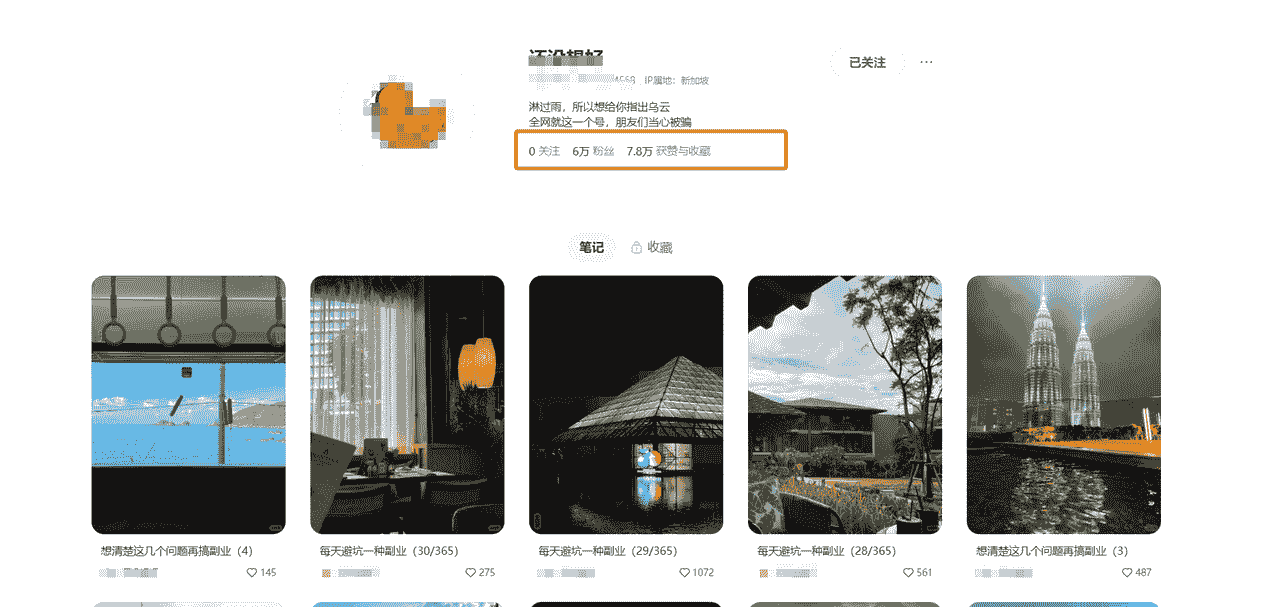 已关注
IP属地：新加坡
淋过雨，所以想给你指出乌云
全网就这一个号，朋友们当心被骗
0 关注 6万 粉丝 7.8万 获赞与收藏
笔记 收藏
想清楚这几个问题再搞副业（4）
145
每天避坑一种副业（30/365）
275
每天避坑一种副业（29/365）
1072
每天避坑一种副业（28/365）
561
想清楚这几个问题再搞副业（3）
487